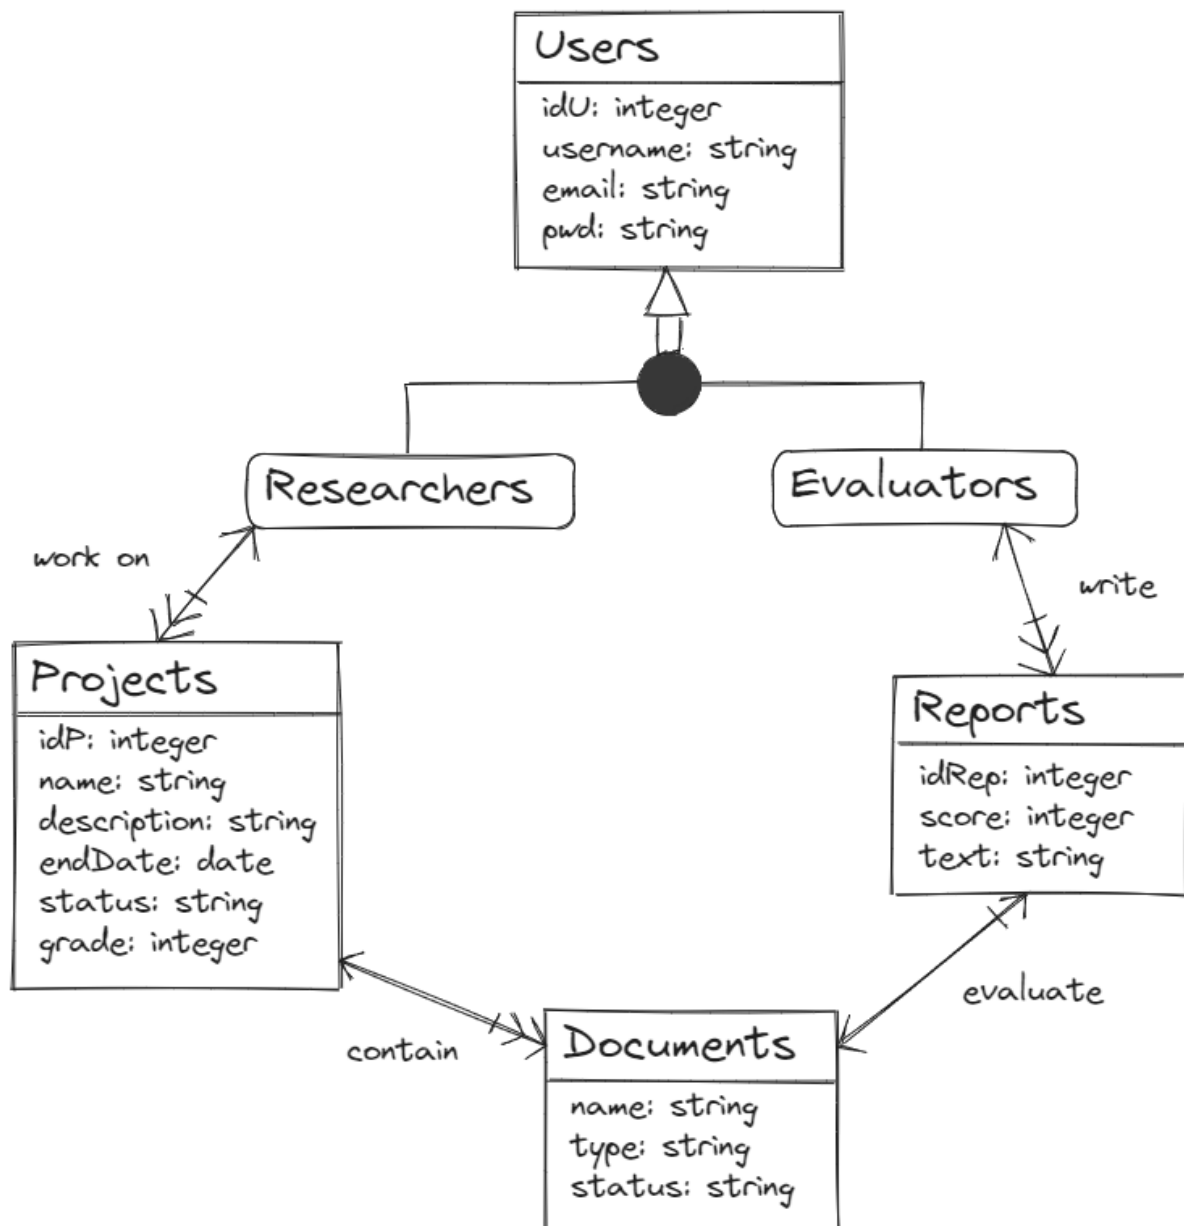 Users
idU: integer
username: string
email: string
pwd: string
Researchers
Evaluators
work on
write
Projects
idP: integer
name: string
description: string
endDate: date
status: string
grade: integer
Reports
idRep: integer
score: integer
text: string
evaluate
contain
Documents
name: string
type: string
status: string